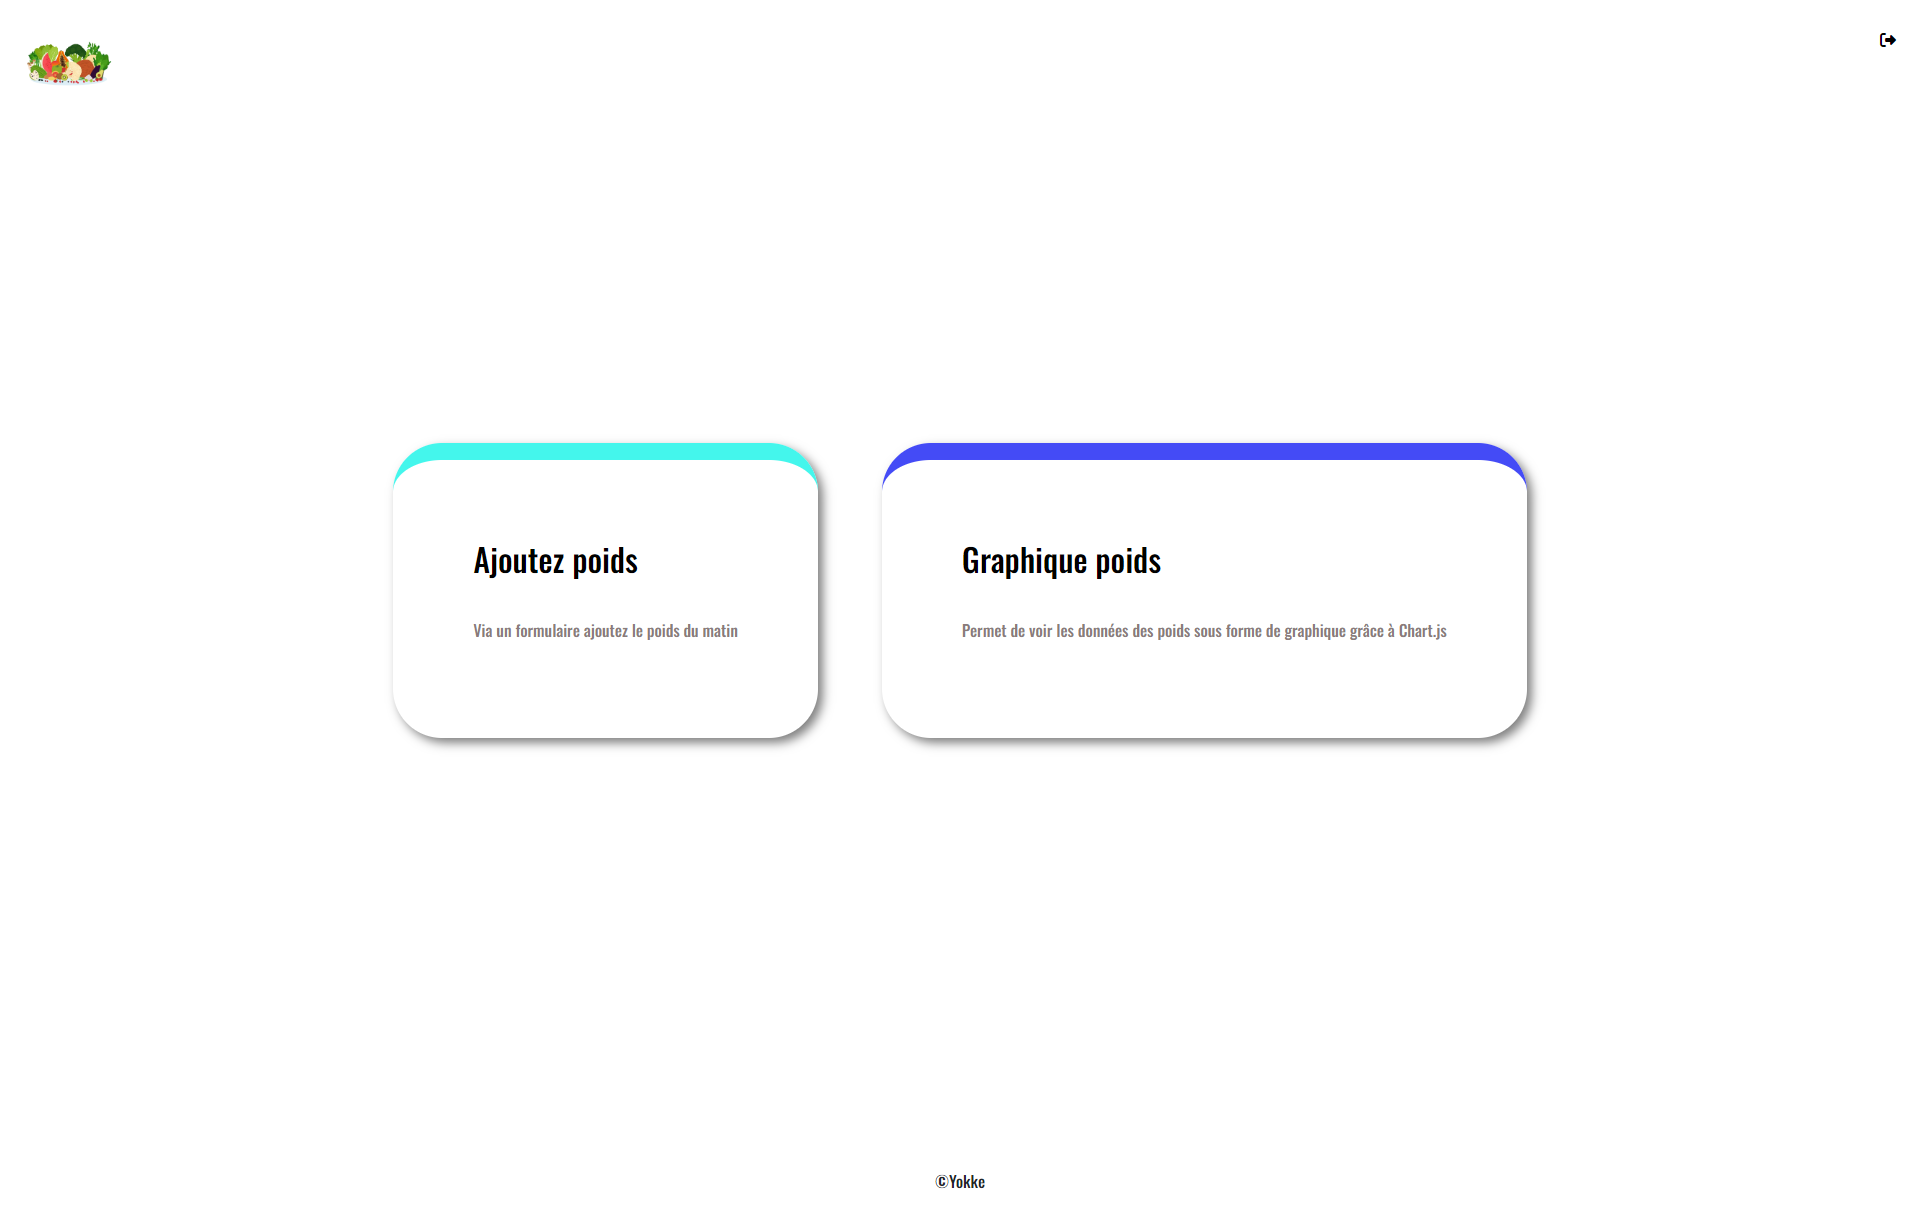 Ajoutez poids
Via un formulaire ajoutez le poids du matin
Graphique poids
Permet de voir les données des poids sous forme de graphique grâce à Chart.js
©Yokke